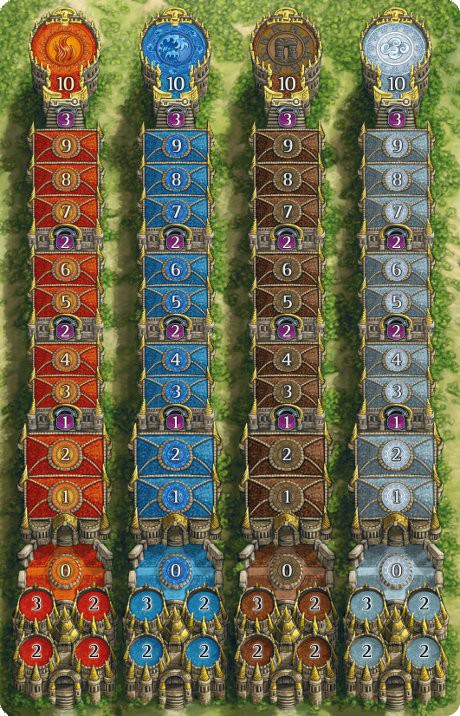 10 10 10 10
3 3 3 3
9 9 9 9
8 8 8 8
7 7 7 7
2 2 2 2
6 6 6 6
5 5 5 5
2 2 2 2
4 4 4 4
3 3 3 3
1 1 1 1
2 2 2 2
1 1 1 1
0 0 0 0
3 2 3 2 3 2 3 2
2 2 2 2 2 2 2 2